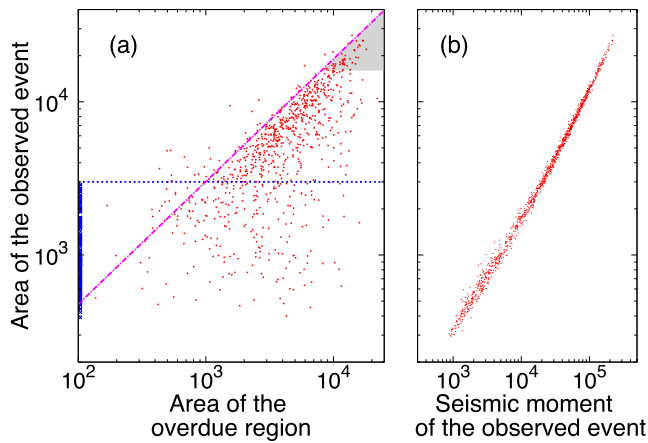 (a)
(b)
Area of the observed event
10^4
10^3
10^2 10^3 10^4
10^3 10^4 10^5
Area of the
overdue region
Seismic moment
of the observed event